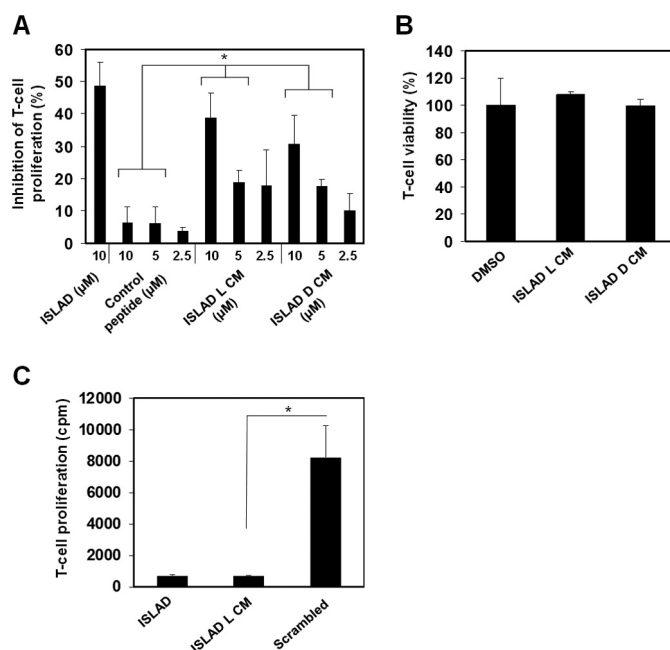 A
Inhibition of T-cell
proliferation (%)
60
50
40
30
20
10
0
*
10 10 5 2.5 10 5 2.5 10 5 2.5
ISLAD (µM)
Control
peptide (µM)
ISLAD L CM
(µM)
ISLAD D CM
(µM)
B
T-cell viability (%)
140
120
100
80
60
40
20
0
DMSO
ISLAD L CM
ISLAD D CM
C
T-cell proliferation (cpm)
12000
10000
8000
6000
4000
2000
0
*
ISLAD
ISLAD L CM
Scrambled